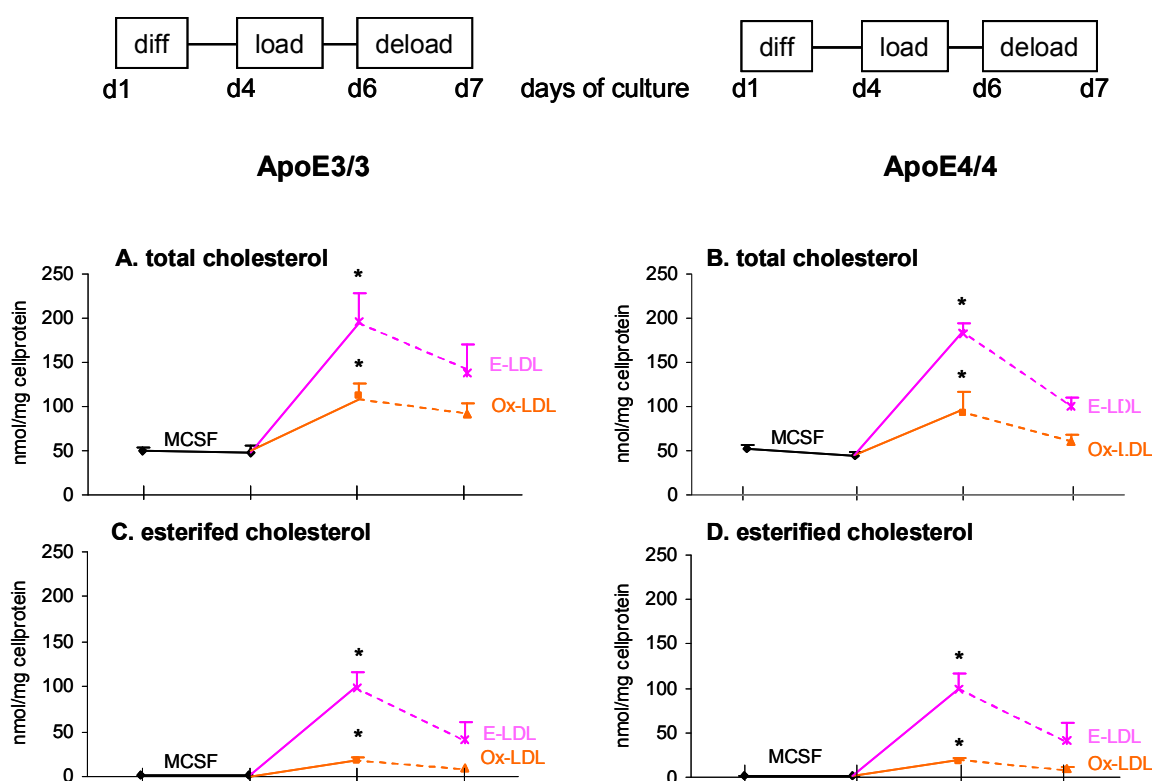 diff load deload
d1 d4 d6 d7
days of culture
diff load deload
d1 d4 d6 d7
ApoE3/3
ApoE4/4
A. total cholesterol
nmol/mg cellprotein
250
200
150
100
50
0
MCSF
*
*
E-LDL
Ox-LDL
B. total cholesterol
nnol/mg cellprotein
250
200
150
100
50
0
MCSF
*
*
E-LDL
Ox-LDL
C. esterifed cholesterol
nmol/mg cellprotein
250
200
150
100
50
0
MCSF
*
*
E-LDL
Ox-LDL
D. esterified cholesterol
nmol/mg cellprotein
250
200
150
100
50
0
MCSF
*
*
E-LDL
Ox-LDL